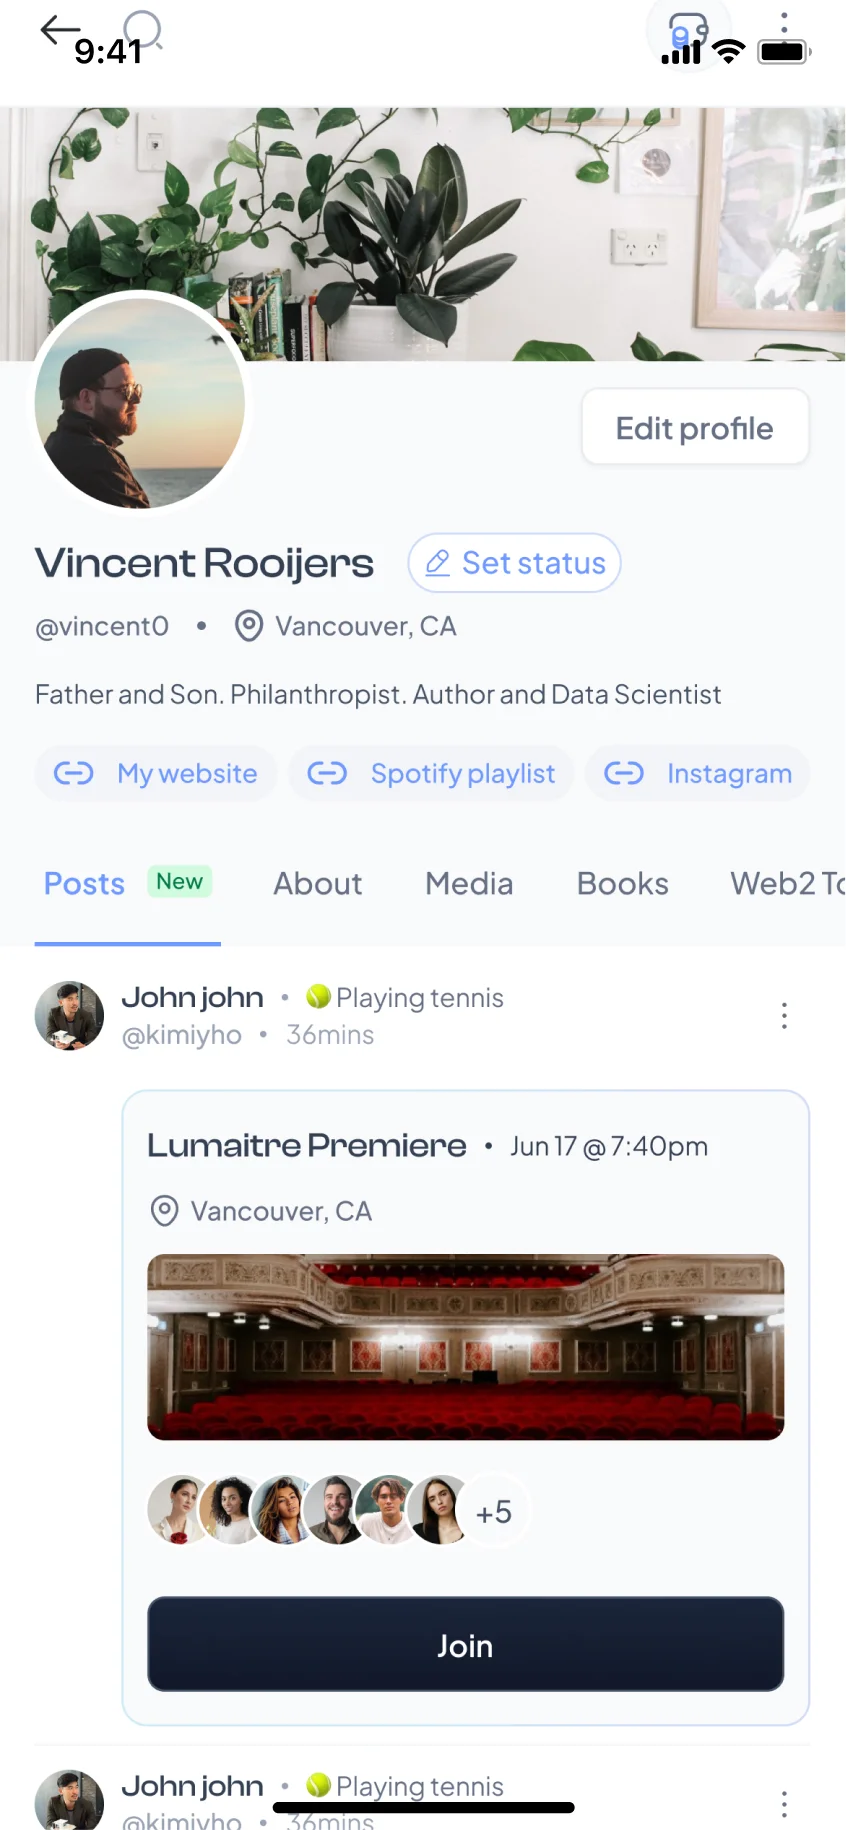 9:41
Edit profile
Vincent Rooijers
Set status
@vincent0 • Vancouver, CA
Father and Son. Philanthropist. Author and Data Scientist
My website
Spotify playlist
Instagram
Posts New About Media Books Web2 To
John john • Playing tennis
@kimiyho • 36mins
Lumaitre Premiere • Jun 17 @ 7:40pm
Vancouver, CA
+5
Join
John john • Playing tennis
@kimiyho • 36mins